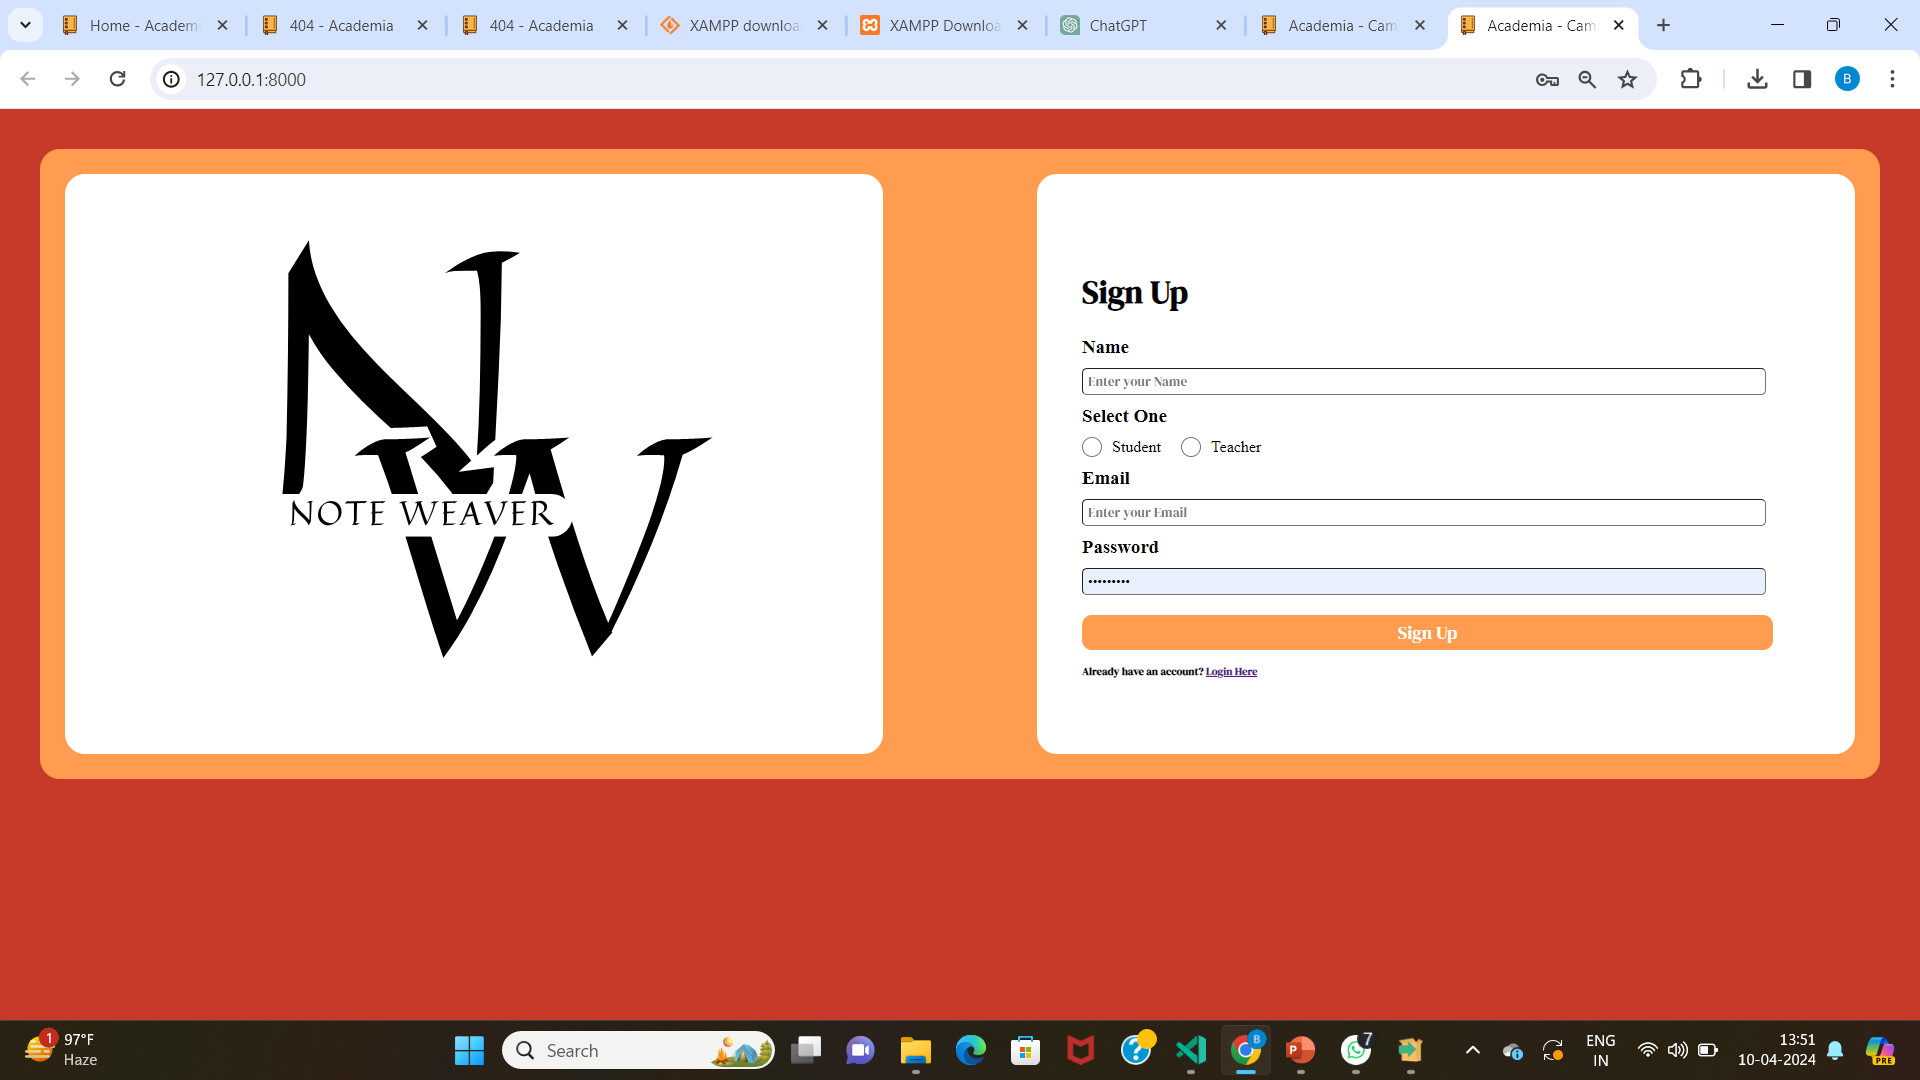 Home - Academi
404 - Academia
404 - Academia
XAMPP downloa
XAMPP Downloa
ChatGPT
Academia - Cam
Academia - Cam
127.0.0.1:8000
B
NOTE WEAVER
Sign Up
Name
Enter your Name
Select One
Student
Teacher
Email
Enter your Email
Password
•••••••••
Sign Up
Already have an account? Login Here
1
97°F
Haze
Search
B
7
ENG
IN
13:51
10-04-2024
PRE